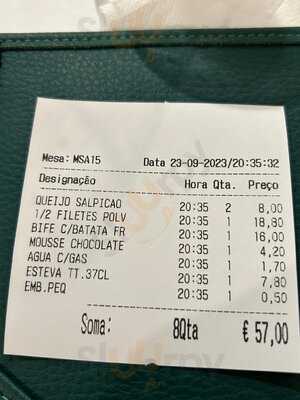 Mesa: MSA15 Data 23-09-2023/20:35:32
Designação Hora Qta. Preço
QUEIJO SALPICAO 20:35 2 8,00
1/2 FILETES POLV 20:35 1 18,80
BIFE C/BATATA FR 20:35 1 16,00
MOUSSE CHOCOLATE 20:35 1 4,20
AGUA C/GAS 20:35 1 1,70
ESTEVA TT.37CL 20:35 1 7,80
EMB.PEQ 20:35 1 0,50
Soma: 8Qta € 57,00